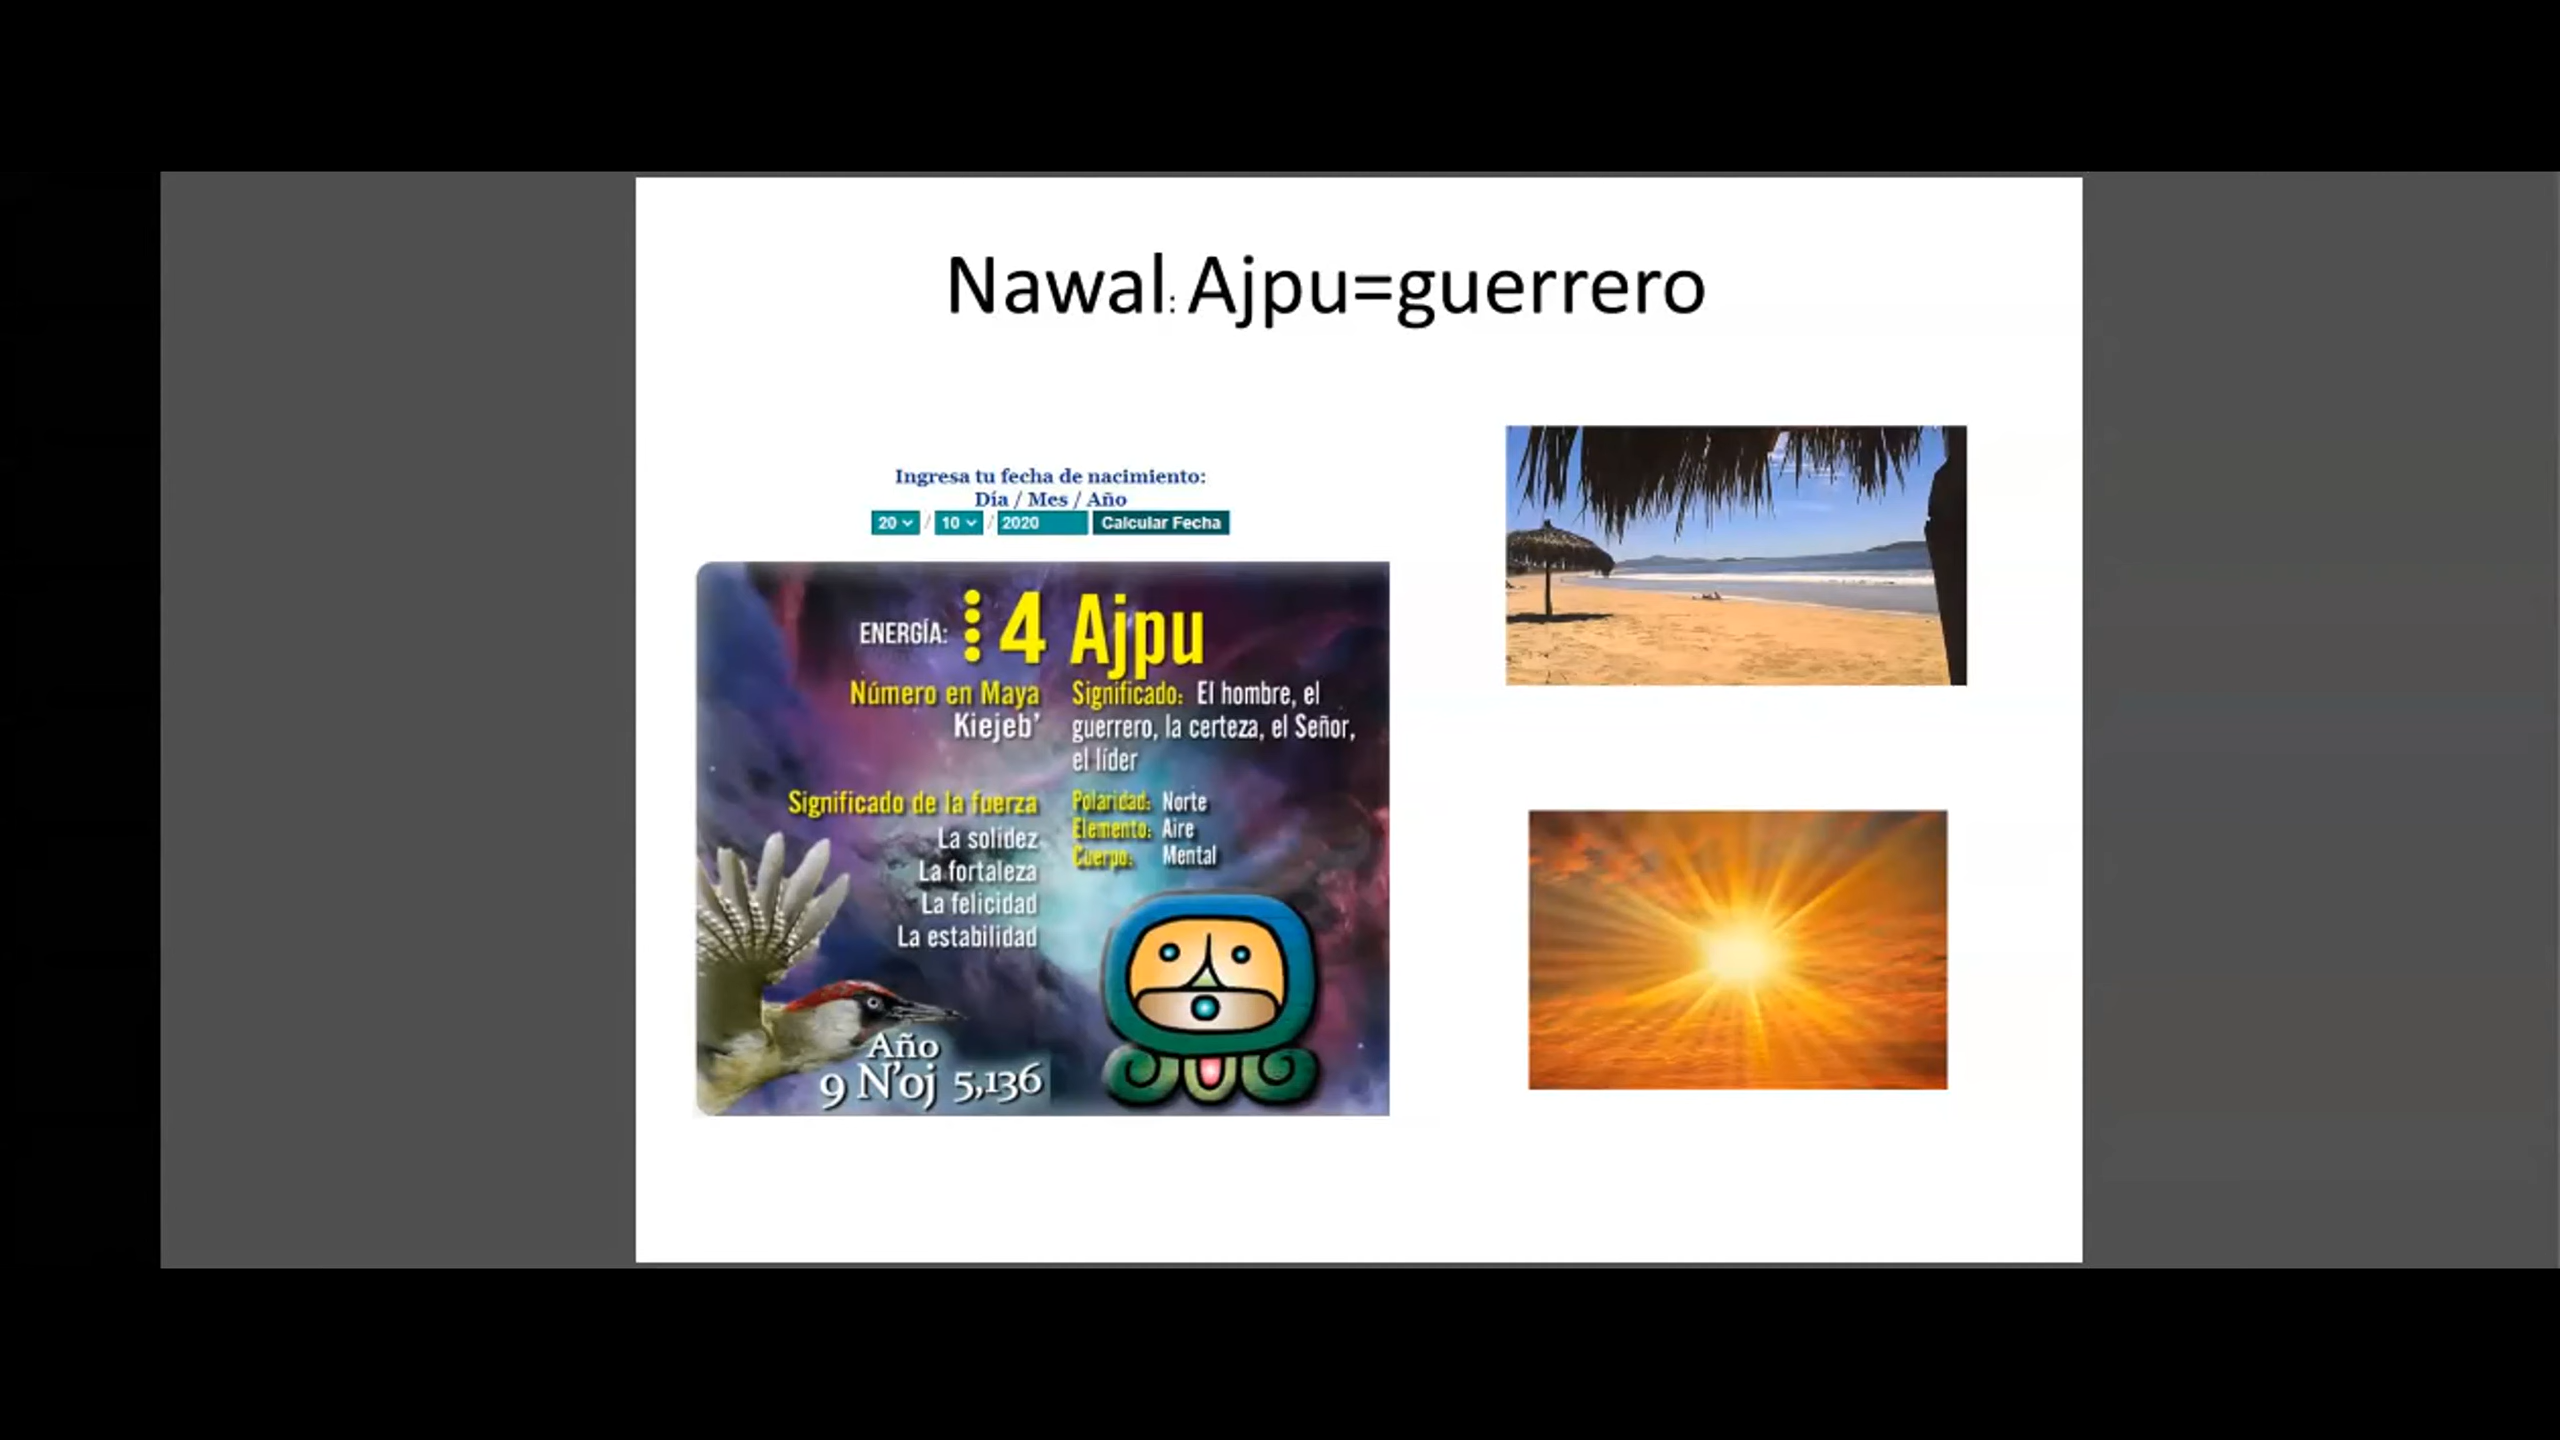 Nawal: Ajpu=guerrero
Ingresa tu fecha de nacimiento:
Día / Mes / Año
20 / 10 / 2020 Calcular Fecha
ENERGÍA: 4 Ajpu
Número en Maya
Kiejeb’
Significado: El hombre, el
guerrero, la certeza, el Señor,
el líder
Significado de la fuerza
La solidez
La fortaleza
La felicidad
La estabilidad
Polaridad: Norte
Elemento: Aire
Cuerpo: Mental
Año
9 N’oj 5,136